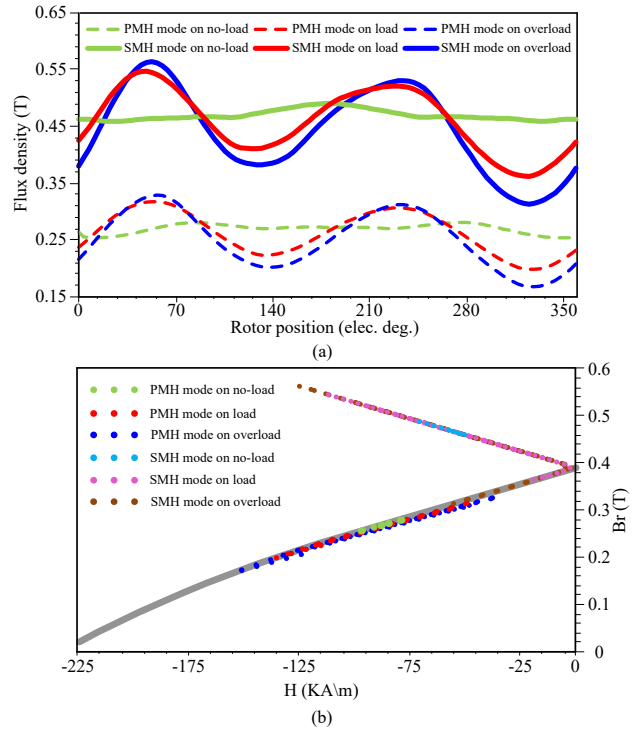 0.65
PMH mode on no-load PMH mode on load PMH mode on overload
SMH mode on no-load SMH mode on load SMH mode on overload
0.55
0.45
0.35
0.25
0.15
Flux density (T)
0 70 140 210 280 350
Rotor position (elec. deg.)
(a)
PMH mode on no-load
PMH mode on load
PMH mode on overload
SMH mode on no-load
SMH mode on load
SMH mode on overload
0.6
0.5
0.4
0.3
0.2
0.1
0
Br (T)
-225 -175 -125 -75 -25 0
H (KA\m)
(b)